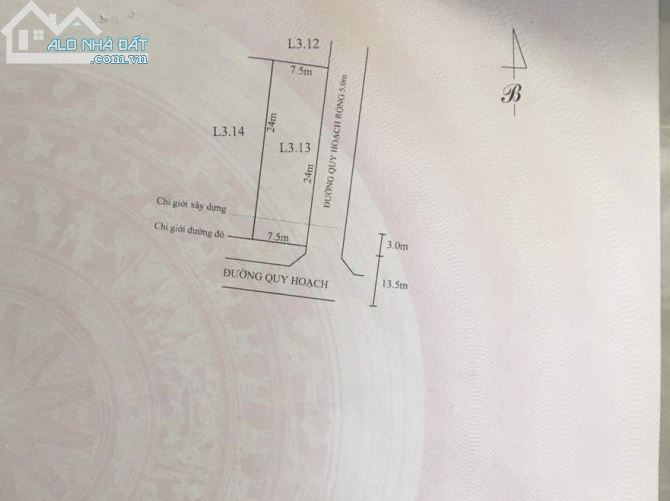 ALO NHÀ ĐẤT
.com.vn
L3.12
7.5m
L3.14
24m
L3.13
24m
ĐƯỜNG QUY HOẠCH RỘNG 5.0m
B
Chỉ giới xây dựng
Chỉ giới đường đỏ
7.5m
3.0m
ĐƯỜNG QUY HOẠCH
13.5m